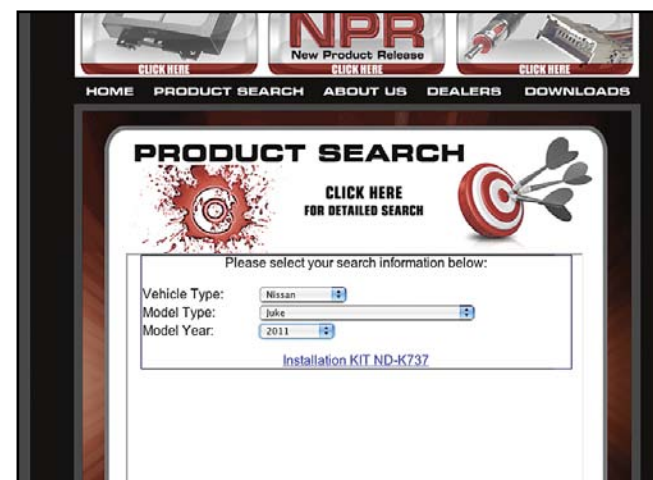 NPR
New Product Release
CLICK HERE
CLICK HERE
CLICK HERE
HOME PRODUCT SEARCH ABOUT US DEALERS DOWNLOADS
PRODUCT SEARCH
CLICK HERE
FOR DETAILED SEARCH
Please select your search information below:
Vehicle Type: Nissan
Model Type: Juke
Model Year: 2011
Installation KIT ND-K737